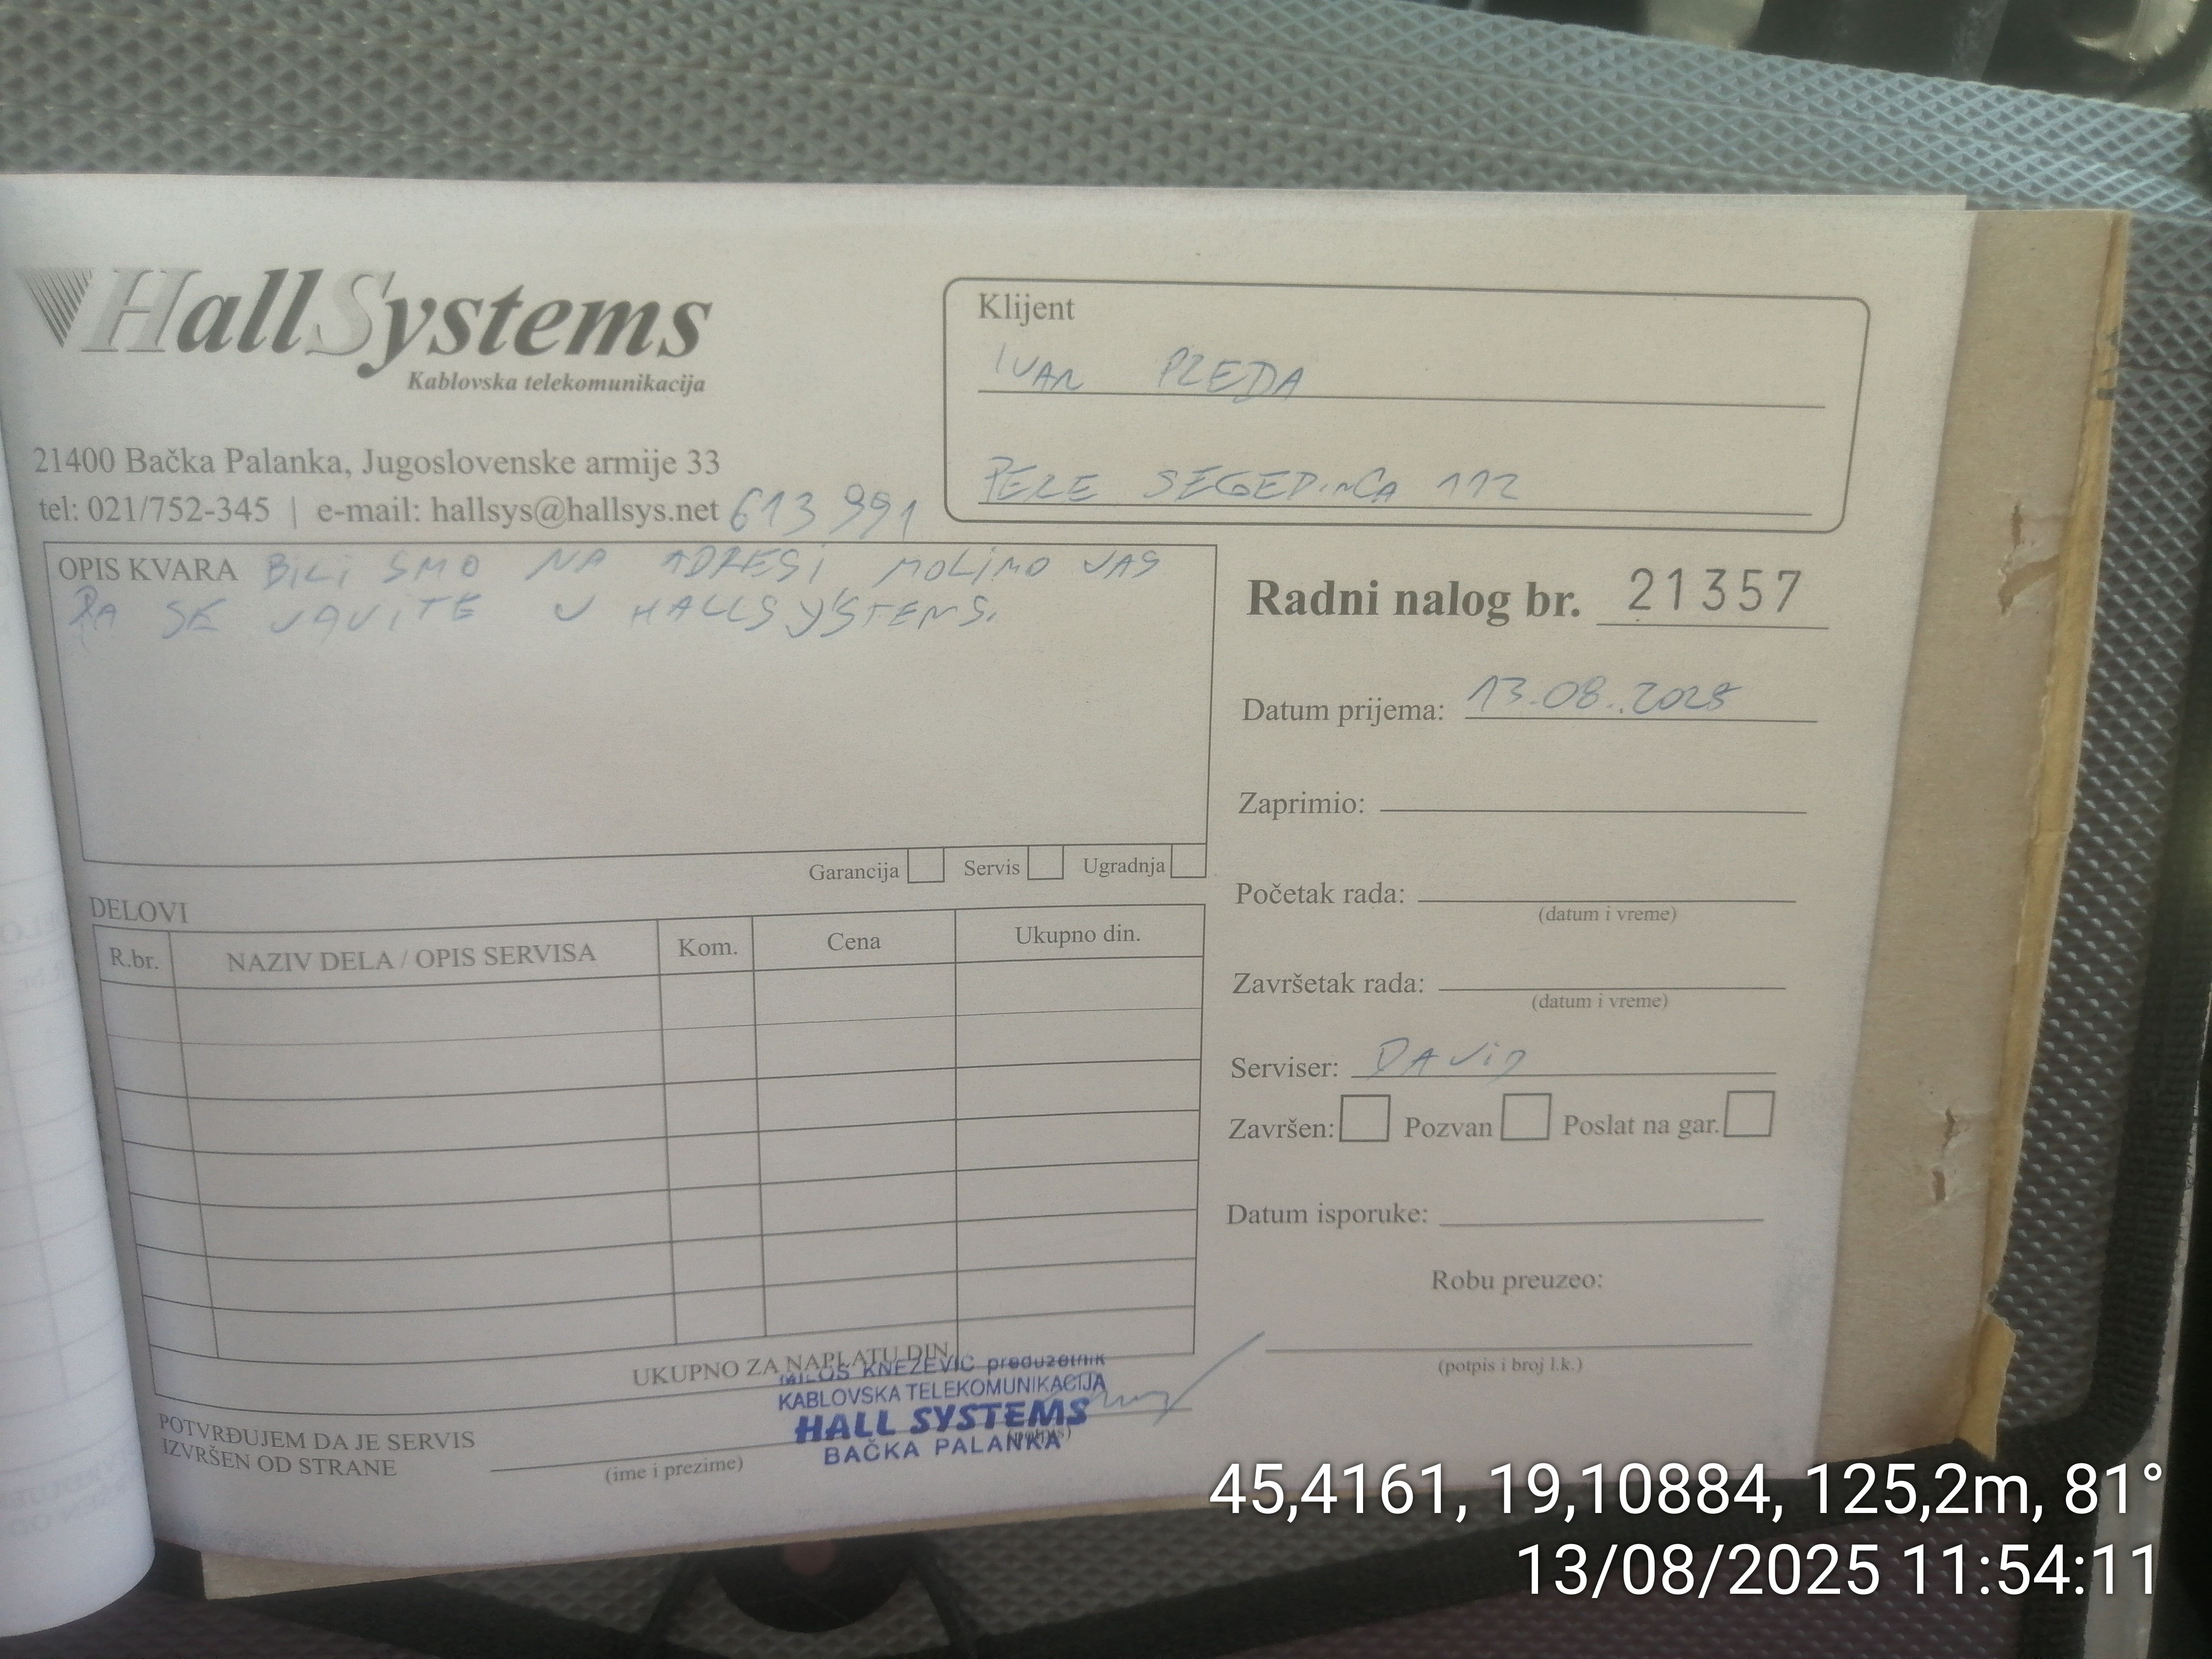 HallSystems
Kablovska telekomunikacija
21400 Bačka Palanka, Jugoslovenske armije 33
tel: 021/752-345 | e-mail: hallsys@hallsys.net 613 991
Klijent
IVAN PREDA
PERE SEGEDINCA 112
OPIS KVARA BILI SMO NA ADRESI, MOLIMO VAS
DA SE JAVITE U HALLSYSTEMS.
Garancija Servis Ugradnja
Radni nalog br. 21357
Datum prijema: 13.08.2025
Zaprimio:
Početak rada:
(datum i vreme)
Završetak rada:
(datum i vreme)
Serviser: DAVID
Završen: Pozvan Poslat na gar.
Datum isporuke:
Robu preuzeo:
(potpis i broj l.k.)
DELOVI
R.br. NAZIV DELA / OPIS SERVISA Kom. Cena Ukupno din.
UKUPNO ZA NAPLATU DIN.
MILOŠ KNEŽEVIĆ preduzetnik
KABLOVSKA TELEKOMUNIKACIJA
HALL SYSTEMS
BAČKA PALANKA
POTVRĐUJEM DA JE SERVIS
IZVRŠEN OD STRANE
(ime i prezime)
(potpis)
45,4161, 19,10884, 125,2m, 81°
13/08/2025 11:54:11